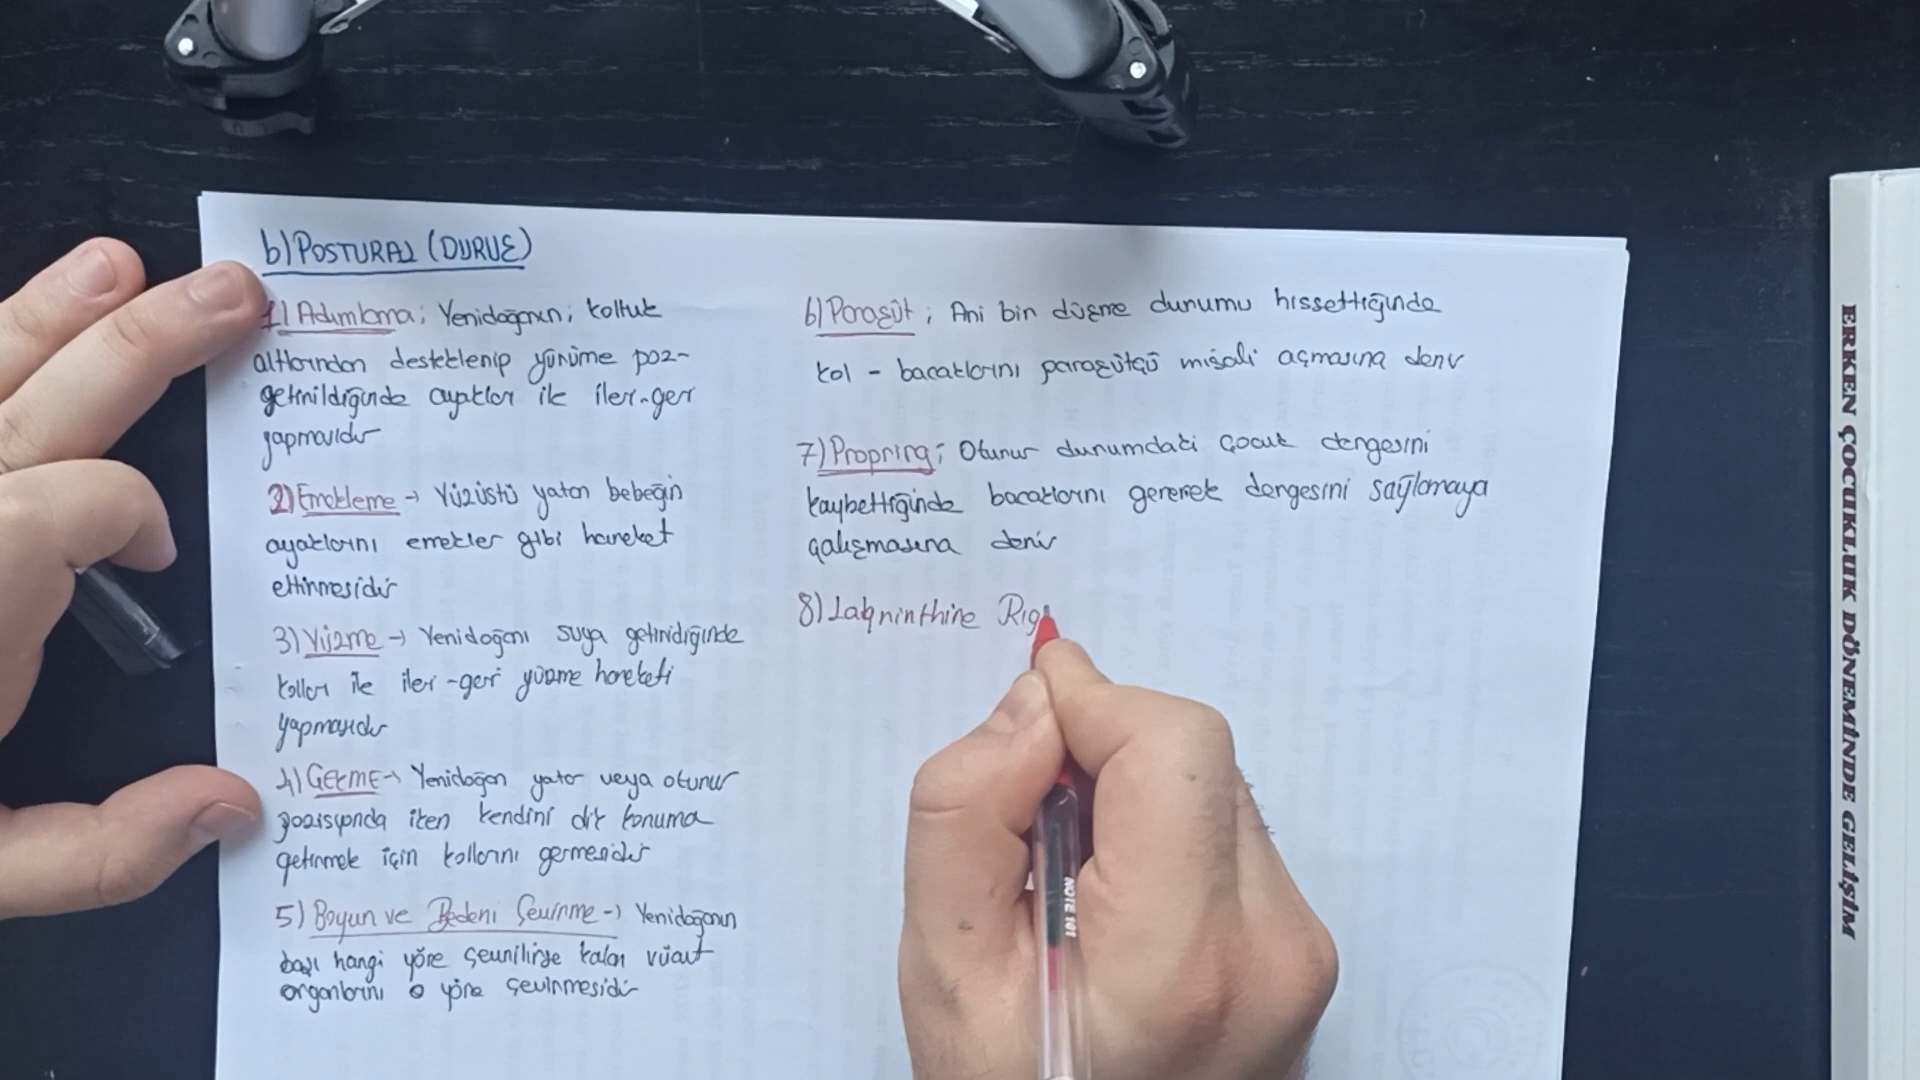 b) POSTURAL (DURUŞ)
1) Adımlama; Yenidoğanın; koltuk
altlarından desteklenip yürüme poz-
getirildiğinde ayaklar ile ileri-geri
yapmasıdır
2) Emekleme → Yüzüstü yatan bebeğin
ayaklarını emekler gibi hareket
ettirmesidir
3) Yüzme → Yenidoğanı suya getirildiğinde
kollar ile ileri-geri yüzme hareketi
yapmasıdır
4) Germe → Yenidoğan yatar veya oturur
pozisyonda iken kendini dik konuma
getirmek için kollarını germesidir
5) Boyun ve Bedeni Çevirme → Yenidoğanın
başı hangi yöne çevrilirse kalan vücut
organlarını o yöne çevirmesidir
6) Paraşüt; Ani bir düşme durumu hissettiğinde
kol - bacaklarını paraşütçü misali açmasına denir
7) Propring; Oturur durumdaki çocuk dengesini
kaybettiğinde bacaklarını gererek dengesini sağlamaya
çalışmasına denir
8) Labyrinthine Rig
NOTE 101
ERKEN ÇOCUKLUK DÖNEMİNDE GELİŞİM